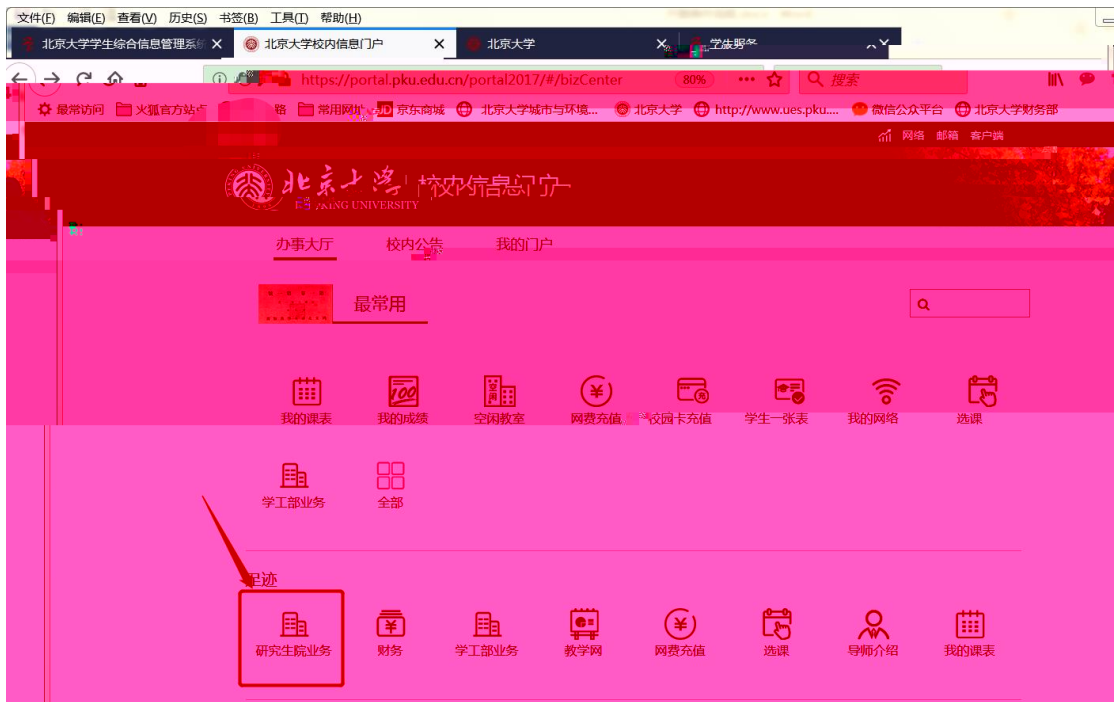 文件(F) 编辑(E) 查看(V) 历史(S) 书签(B) 工具(T) 帮助(H)
北京大学学生综合信息管理系统 × 北京大学校内信息门户 × 北京大学 ×
https://portal.pku.edu.cn/portal2017/#/bizCenter 80% 搜索
最常访问 火狐官方站点 常用网址 JD 京东商城 北京大学城市与环境... 北京大学 http://www.ues.pku.... 微信公众平台 北京大学财务部
网络 邮箱 客户端
北京大学 校内信息门户
UNIVERSITY
办事大厅 校内公告 我的门户
最常用
100 空闲
我的课表 我的成绩 空闲教室 网费充值 校园卡充值 学生一张表 我的网络 选课
学工部业务 全部
足迹
研究生院业务 财务 学工部业务 教学网 网费充值 选课 导师介绍 我的课表